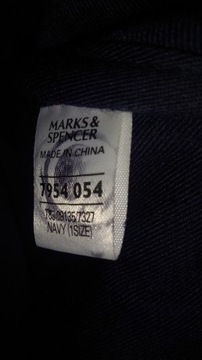 MARKS &
SPENCER
MADE IN CHINA
7954 054
NAVY (1SIZE)